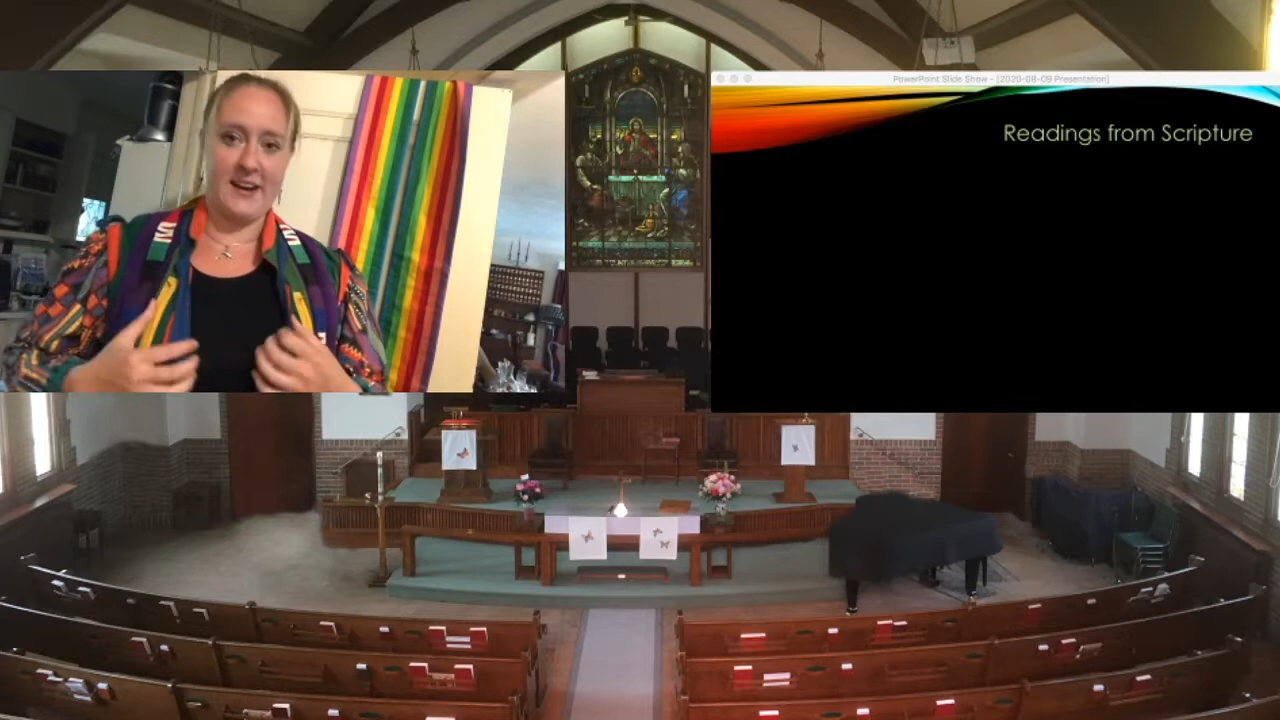 PowerPoint Slide Show - [2020-08-09 Presentation]
Readings from Scripture